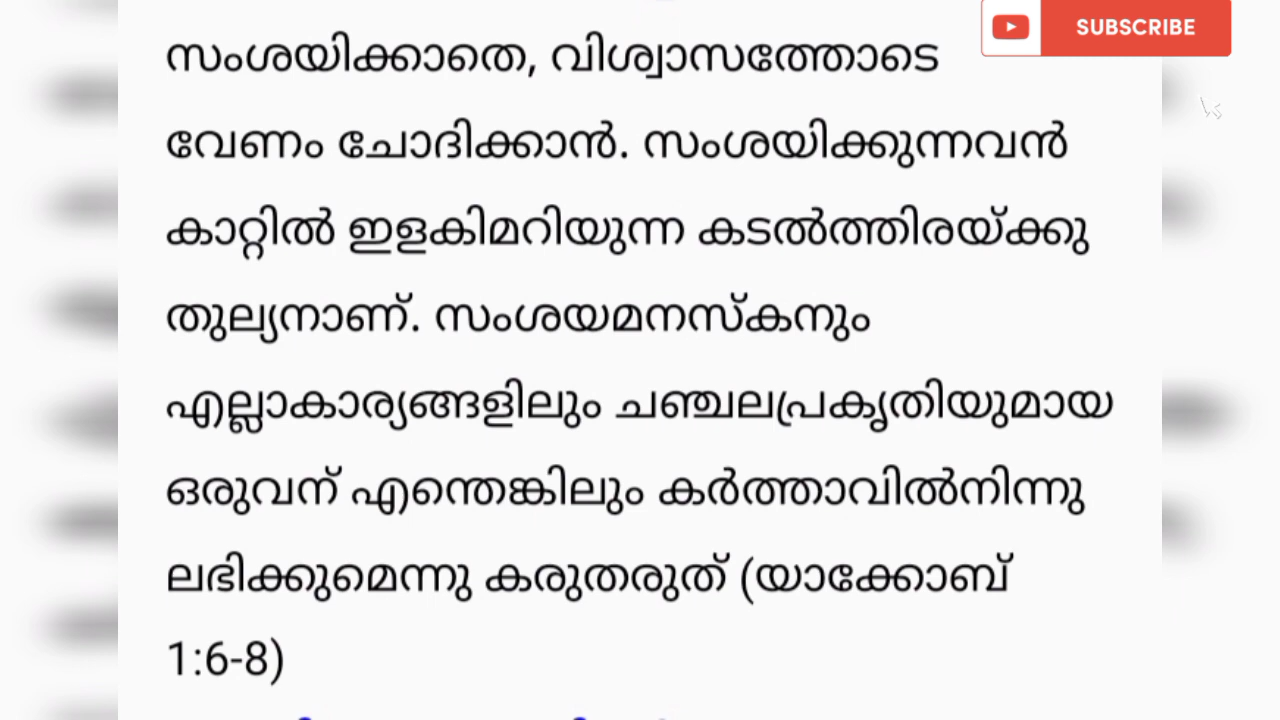 SUBSCRIBE
സംശയിക്കാതെ, വിശ്വാസത്തോടെ
വേണം ചോദിക്കാൻ. സംശയിക്കുന്നവൻ
കാറ്റിൽ ഇളകിമറിയുന്ന കടൽത്തിരയ്ക്കു
തുല്യനാണ്. സംശയമനസ്കനും
എല്ലാകാര്യങ്ങളിലും ചഞ്ചലപ്രകൃതിയുമായ
ഒരുവന് എന്തെങ്കിലും കർത്താവിൽനിന്നു
ലഭിക്കുമെന്നു കരുതരുത് (യാക്കോബ്
1:6-8)